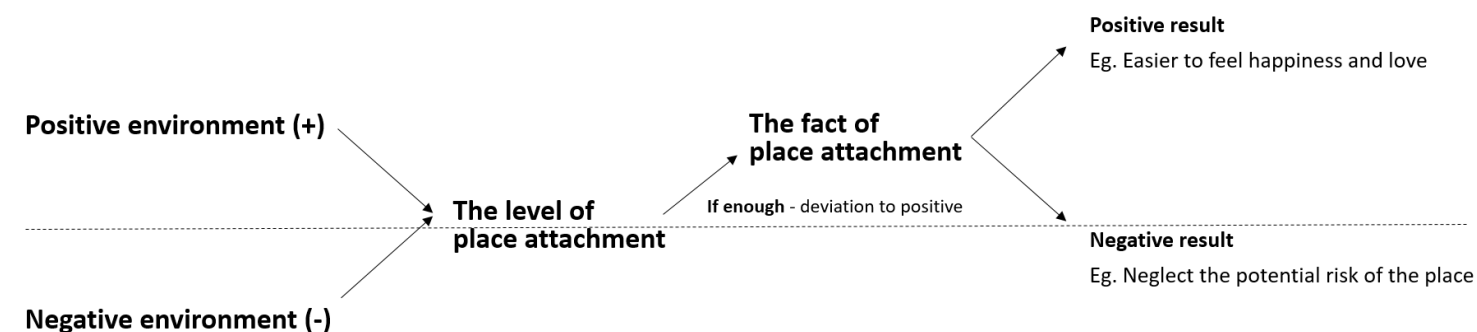 Positive result
Eg. Easier to feel happiness and love
Positive environment (+)
The fact of
place attachment
The level of
place attachment
If enough - deviation to positive
Negative result
Eg. Neglect the potential risk of the place
Negative environment (-)